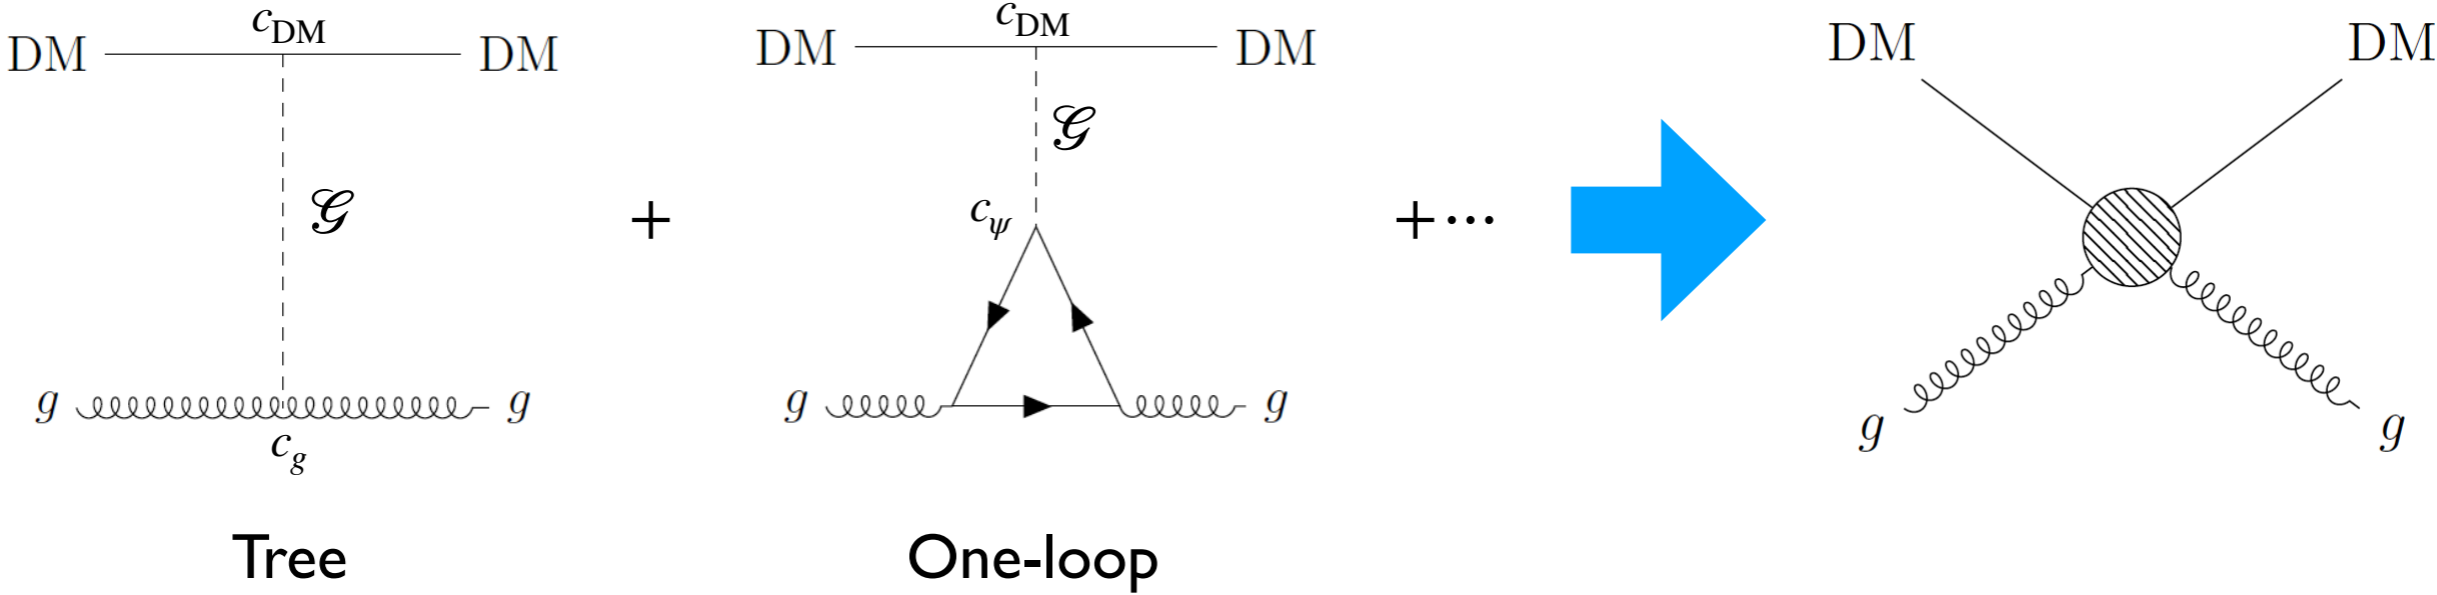 DM c_DM DM
𝒢
g g
c_g
Tree
+
DM c_DM DM
𝒢
c_ψ
g g
One-loop
+ ···
DM DM
g g